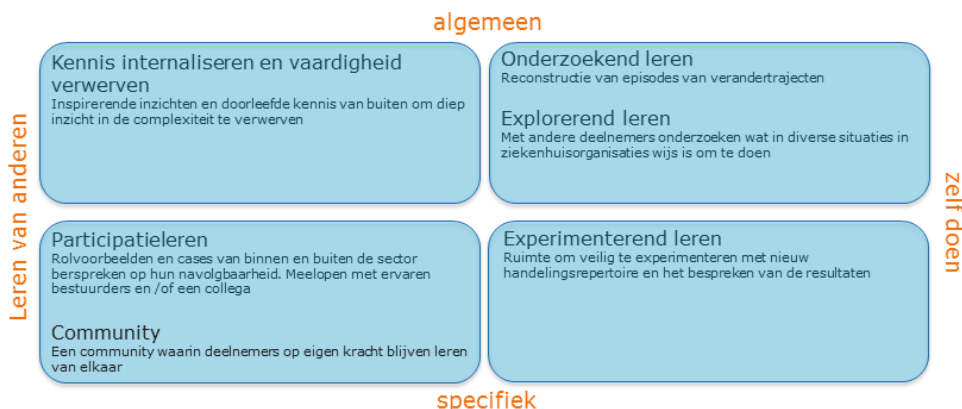 algemeen
Leren van anderen
Kennis internaliseren en vaardigheid
verwerven
Inspirerende inzichten en doorleefde kennis van buiten om diep
inzicht in de complexiteit te verwerven
Onderzoekend leren
Reconstructie van episodes van verandertrajecten
Explorerend leren
Met andere deelnemers onderzoeken wat in diverse situaties in
ziekenhuisorganisaties wijs is om te doen
zelf doen
Participatieleren
Rolvoorbeelden en cases van binnen en buiten de sector
berspreken op hun navolgbaarheid. Meelopen met ervaren
bestuurders en /of een collega
Community
Een community waarin deelnemers op eigen kracht blijven leren
van elkaar
Experimenterend leren
Ruimte om veilig te experimenteren met nieuw
handelingsrepertoire en het bespreken van de resultaten
specifiek